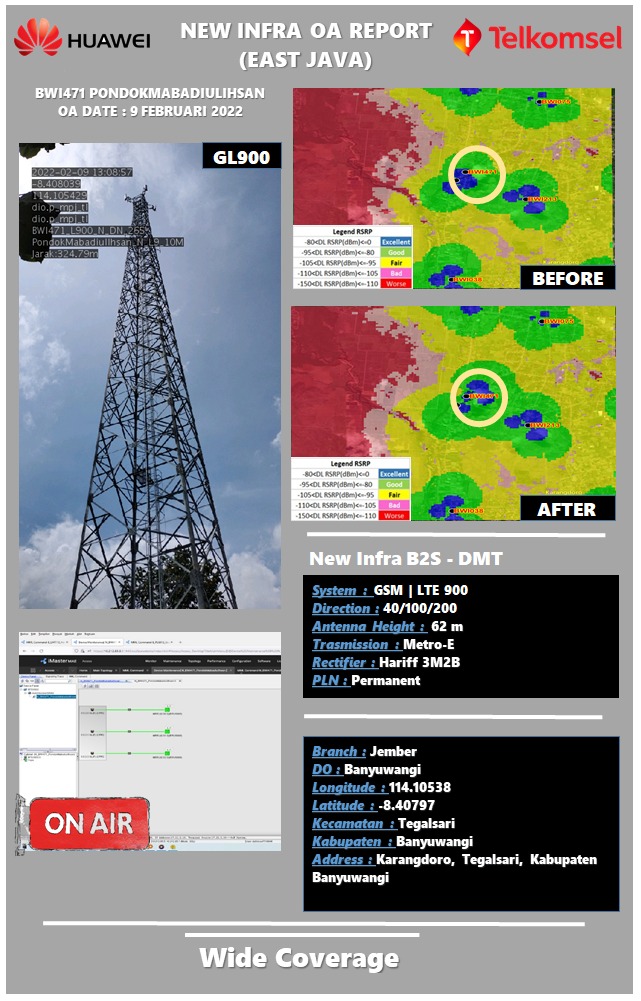 HUAWEI
NEW INFRA OA REPORT
(EAST JAVA)
Telkomsel
BWI471 PONDOKMABADIULIHSAN
OA DATE : 9 FEBRUARI 2022
GL900
2022-02-09 13:08:57
-8.408039
114.105429
dio.p_mpj_tl
dio.p_mpj_tl
BWI471_L900_N_DN_265°
PondokMabadiulIhsan_N_L9_10M
Jarak:324.79m
BWI471
BWI213
BWI038
Legend RSRP
-80<DL RSRP(dBm)<=0 Excellent
-95<DL RSRP(dBm)<=-80 Good
-105<DL RSRP(dBm)<=-95 Fair
-110<DL RSRP(dBm)<=-105 Bad
-150<DL RSRP(dBm)<=-110 Worse
BEFORE
BWI471
BWI213
Karangdoro
BWI038
Legend RSRP
-80<DL RSRP(dBm)<=0 Excellent
-95<DL RSRP(dBm)<=-80 Good
-105<DL RSRP(dBm)<=-95 Fair
-110<DL RSRP(dBm)<=-105 Bad
-150<DL RSRP(dBm)<=-110 Worse
AFTER
New Infra B2S - DMT
System : GSM | LTE 900
Direction : 40/100/200
Antenna Height : 62 m
Trasmission : Metro-E
Rectifier : Hariff 3M2B
PLN : Permanent
iMaster MAE
ON AIR
Branch : Jember
DO : Banyuwangi
Longitude : 114.10538
Latitude : -8.40797
Kecamatan : Tegalsari
Kabupaten : Banyuwangi
Address : Karangdoro, Tegalsari, Kabupaten
Banyuwangi
Wide Coverage